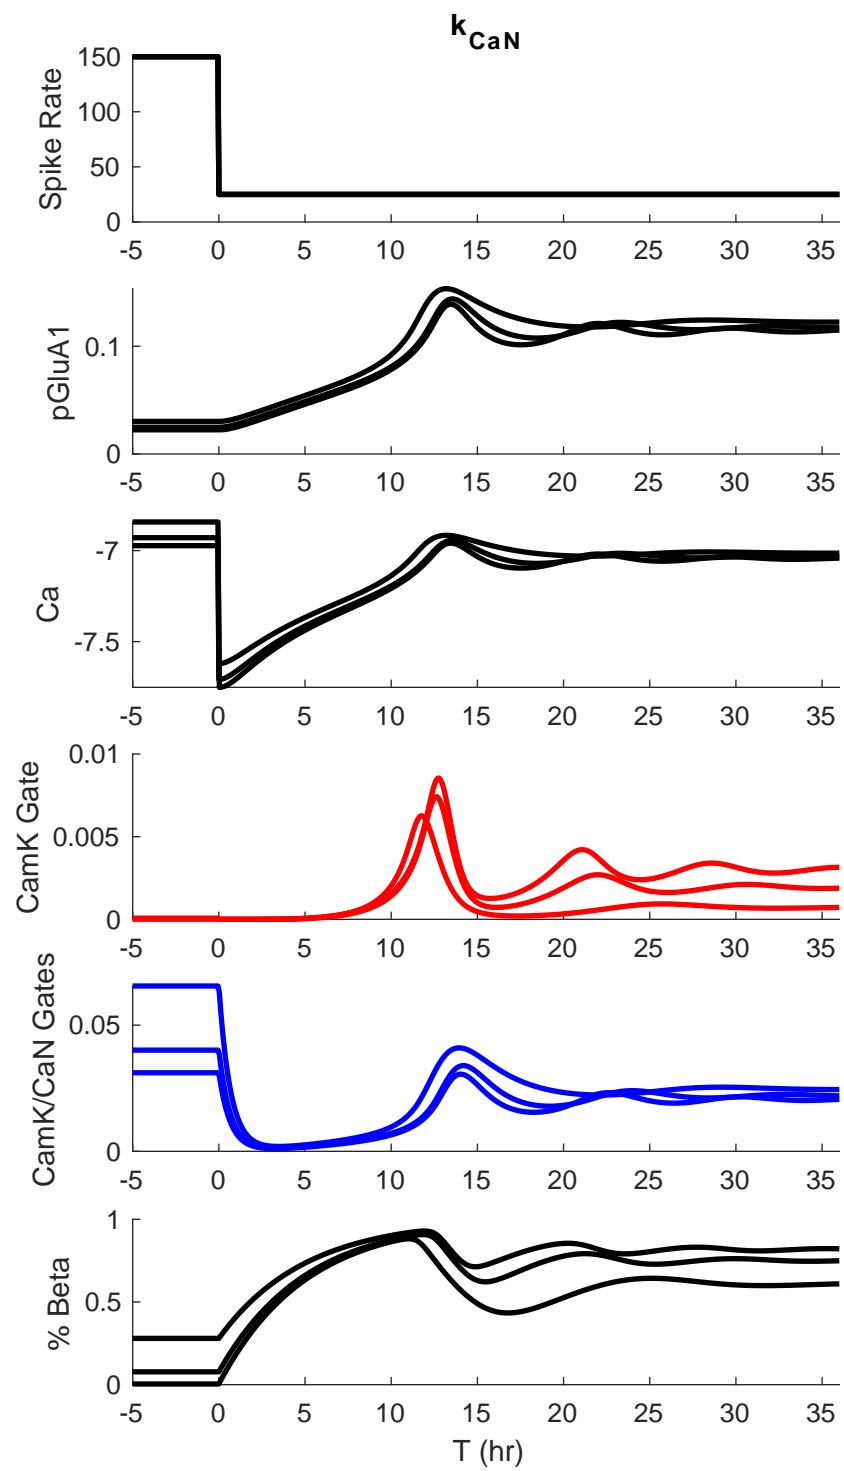 k_CaN
Spike Rate
150
100
50
0
-5 0 5 10 15 20 25 30 35
pGluA1
0.1
0
-5 0 5 10 15 20 25 30 35
Ca
-7
-7.5
-5 0 5 10 15 20 25 30 35
CamK Gate
0.01
0.005
0
-5 0 5 10 15 20 25 30 35
CamK/CaN Gates
0.05
0
-5 0 5 10 15 20 25 30 35
% Beta
1
0.5
0
-5 0 5 10 15 20 25 30 35
T (hr)